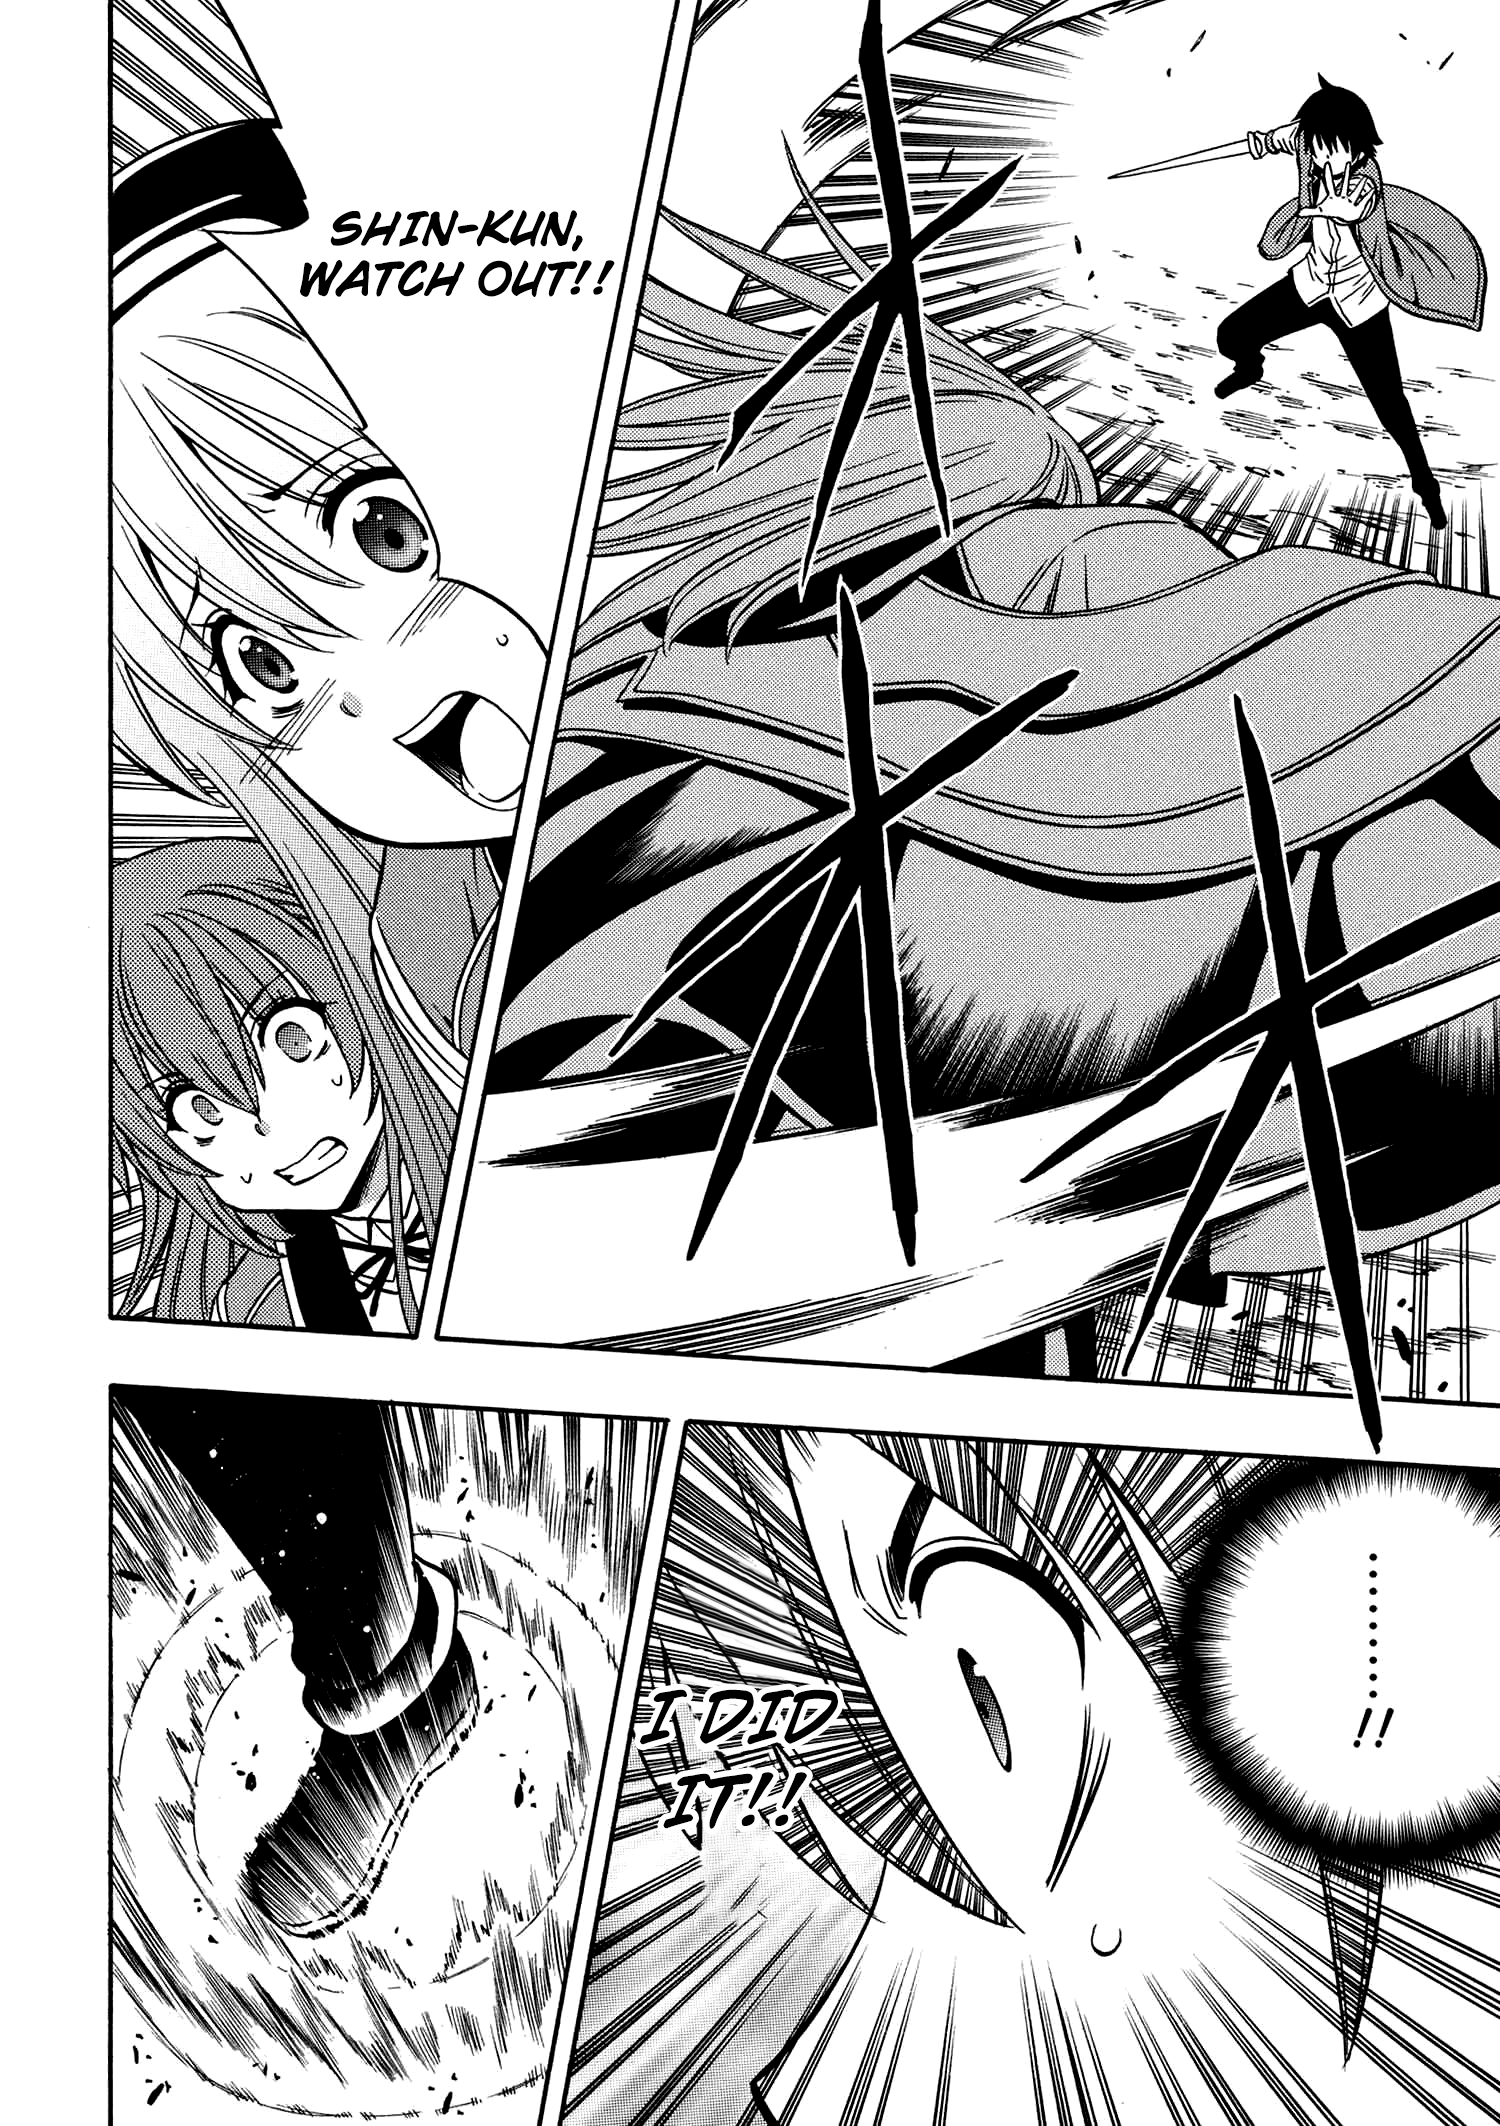 SHIN-KUN,
WATCH OUT!!
........!!
I DID
IT!!